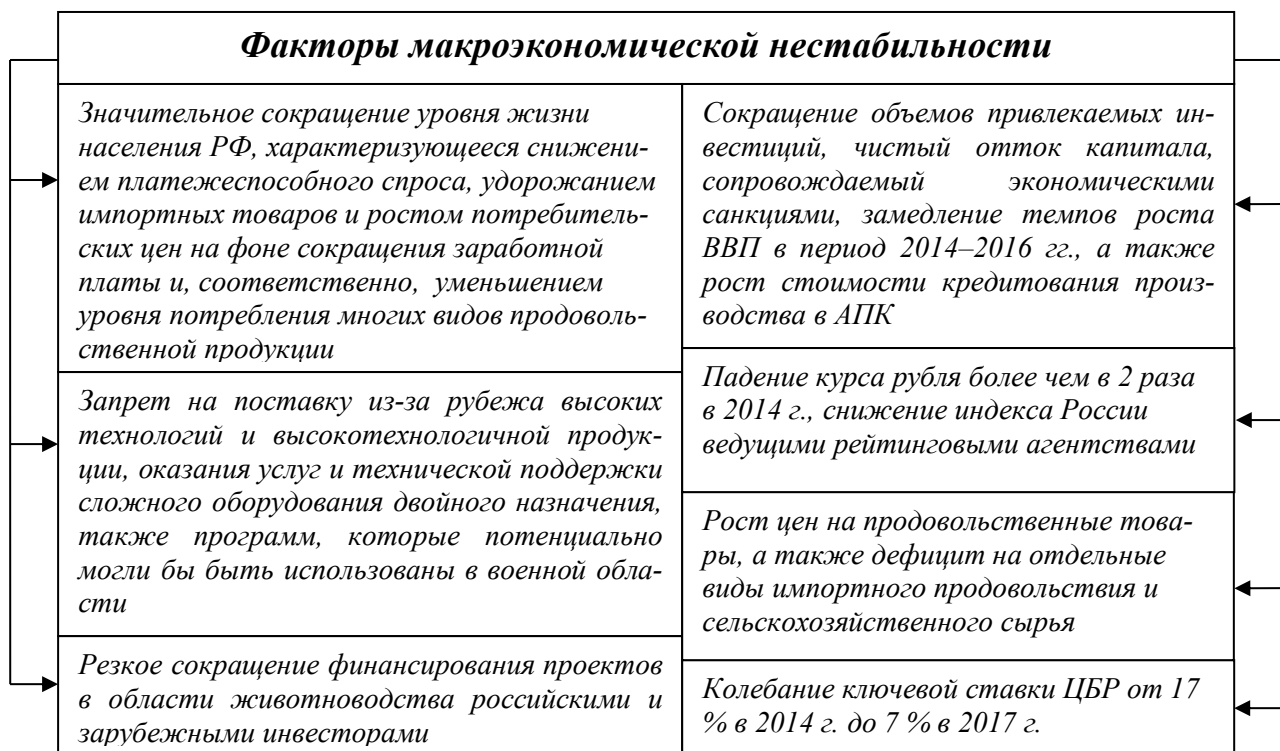 Факторы макроэкономической нестабильности
Значительное сокращение уровня жизни
населения РФ, характеризующееся снижени-
ем платежеспособного спроса, удорожанием
импортных товаров и ростом потребитель-
ских цен на фоне сокращения заработной
платы и, соответственно, уменьшением
уровня потребления многих видов продоволь-
ственной продукции
Запрет на поставку из-за рубежа высоких
технологий и высокотехнологичной продук-
ции, оказания услуг и технической поддержки
сложного оборудования двойного назначения,
также программ, которые потенциально
могли бы быть использованы в военной обла-
сти
Резкое сокращение финансирования проектов
в области животноводства российскими и
зарубежными инвесторами
Сокращение объемов привлекаемых ин-
вестиций, чистый отток капитала,
сопровождаемый экономическими
санкциями, замедление темпов роста
ВВП в период 2014–2016 гг., а также
рост стоимости кредитования произ-
водства в АПК
Падение курса рубля более чем в 2 раза
в 2014 г., снижение индекса России
ведущими рейтинговыми агентствами
Рост цен на продовольственные това-
ры, а также дефицит на отдельные
виды импортного продовольствия и
сельскохозяйственного сырья
Колебание ключевой ставки ЦБР от 17
% в 2014 г. до 7 % в 2017 г.